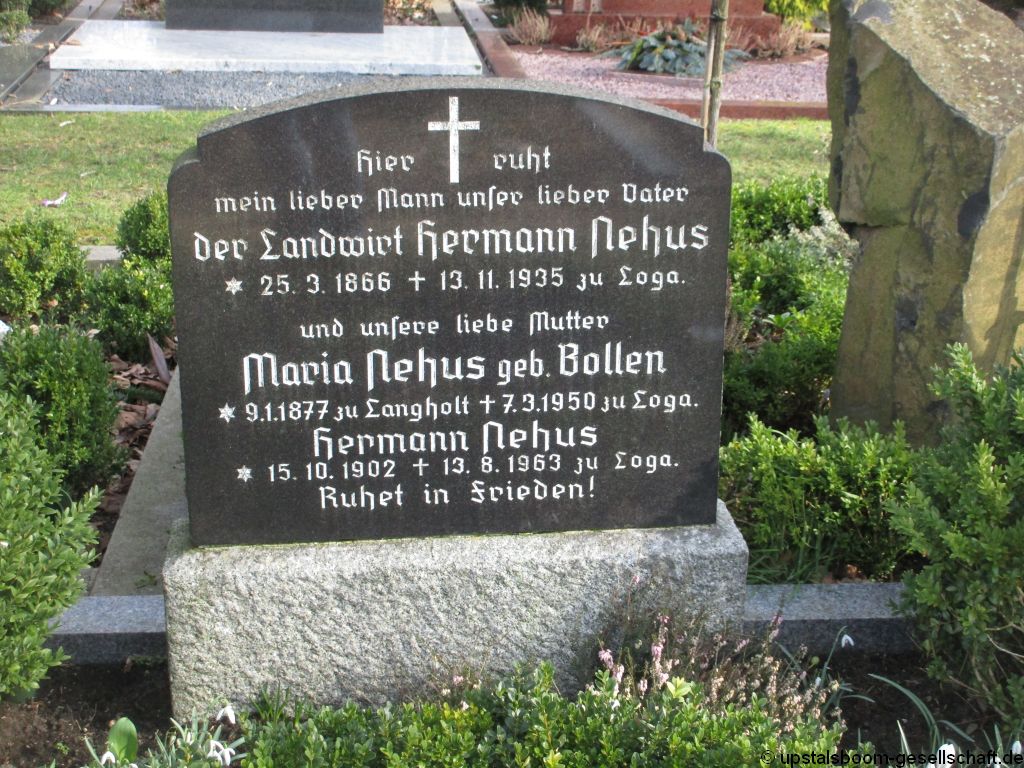 Hier ruht
mein lieber Mann unser lieber Vater
der Landwirt Hermann Nehus
* 25. 3. 1866 † 13. 11. 1935 zu Loga.
und unsere liebe Mutter
Maria Nehus geb. Bollen
* 9.1.1877 zu Langholt † 7.3.1950 zu Loga.
Hermann Nehus
* 15. 10. 1902 † 13. 8. 1963 zu Loga.
Ruhet in Frieden!
© upstalsboom-gesellschaft.de